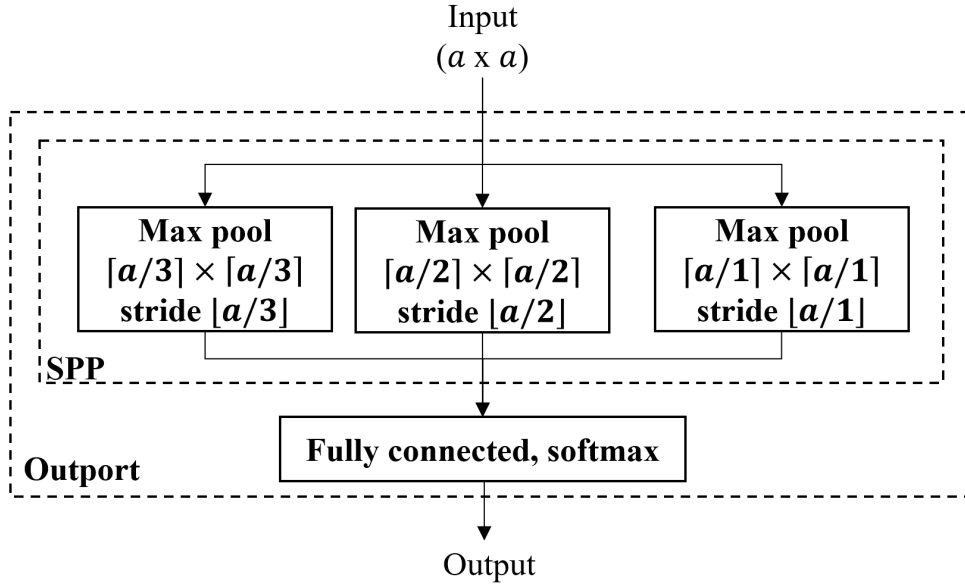 Input
(a x a)
Max pool
⌈a/3⌉ × ⌈a/3⌉
stride ⌊a/3⌋
Max pool
⌈a/2⌉ × ⌈a/2⌉
stride ⌊a/2⌋
Max pool
⌈a/1⌉ × ⌈a/1⌉
stride ⌊a/1⌋
SPP
Fully connected, softmax
Outport
Output